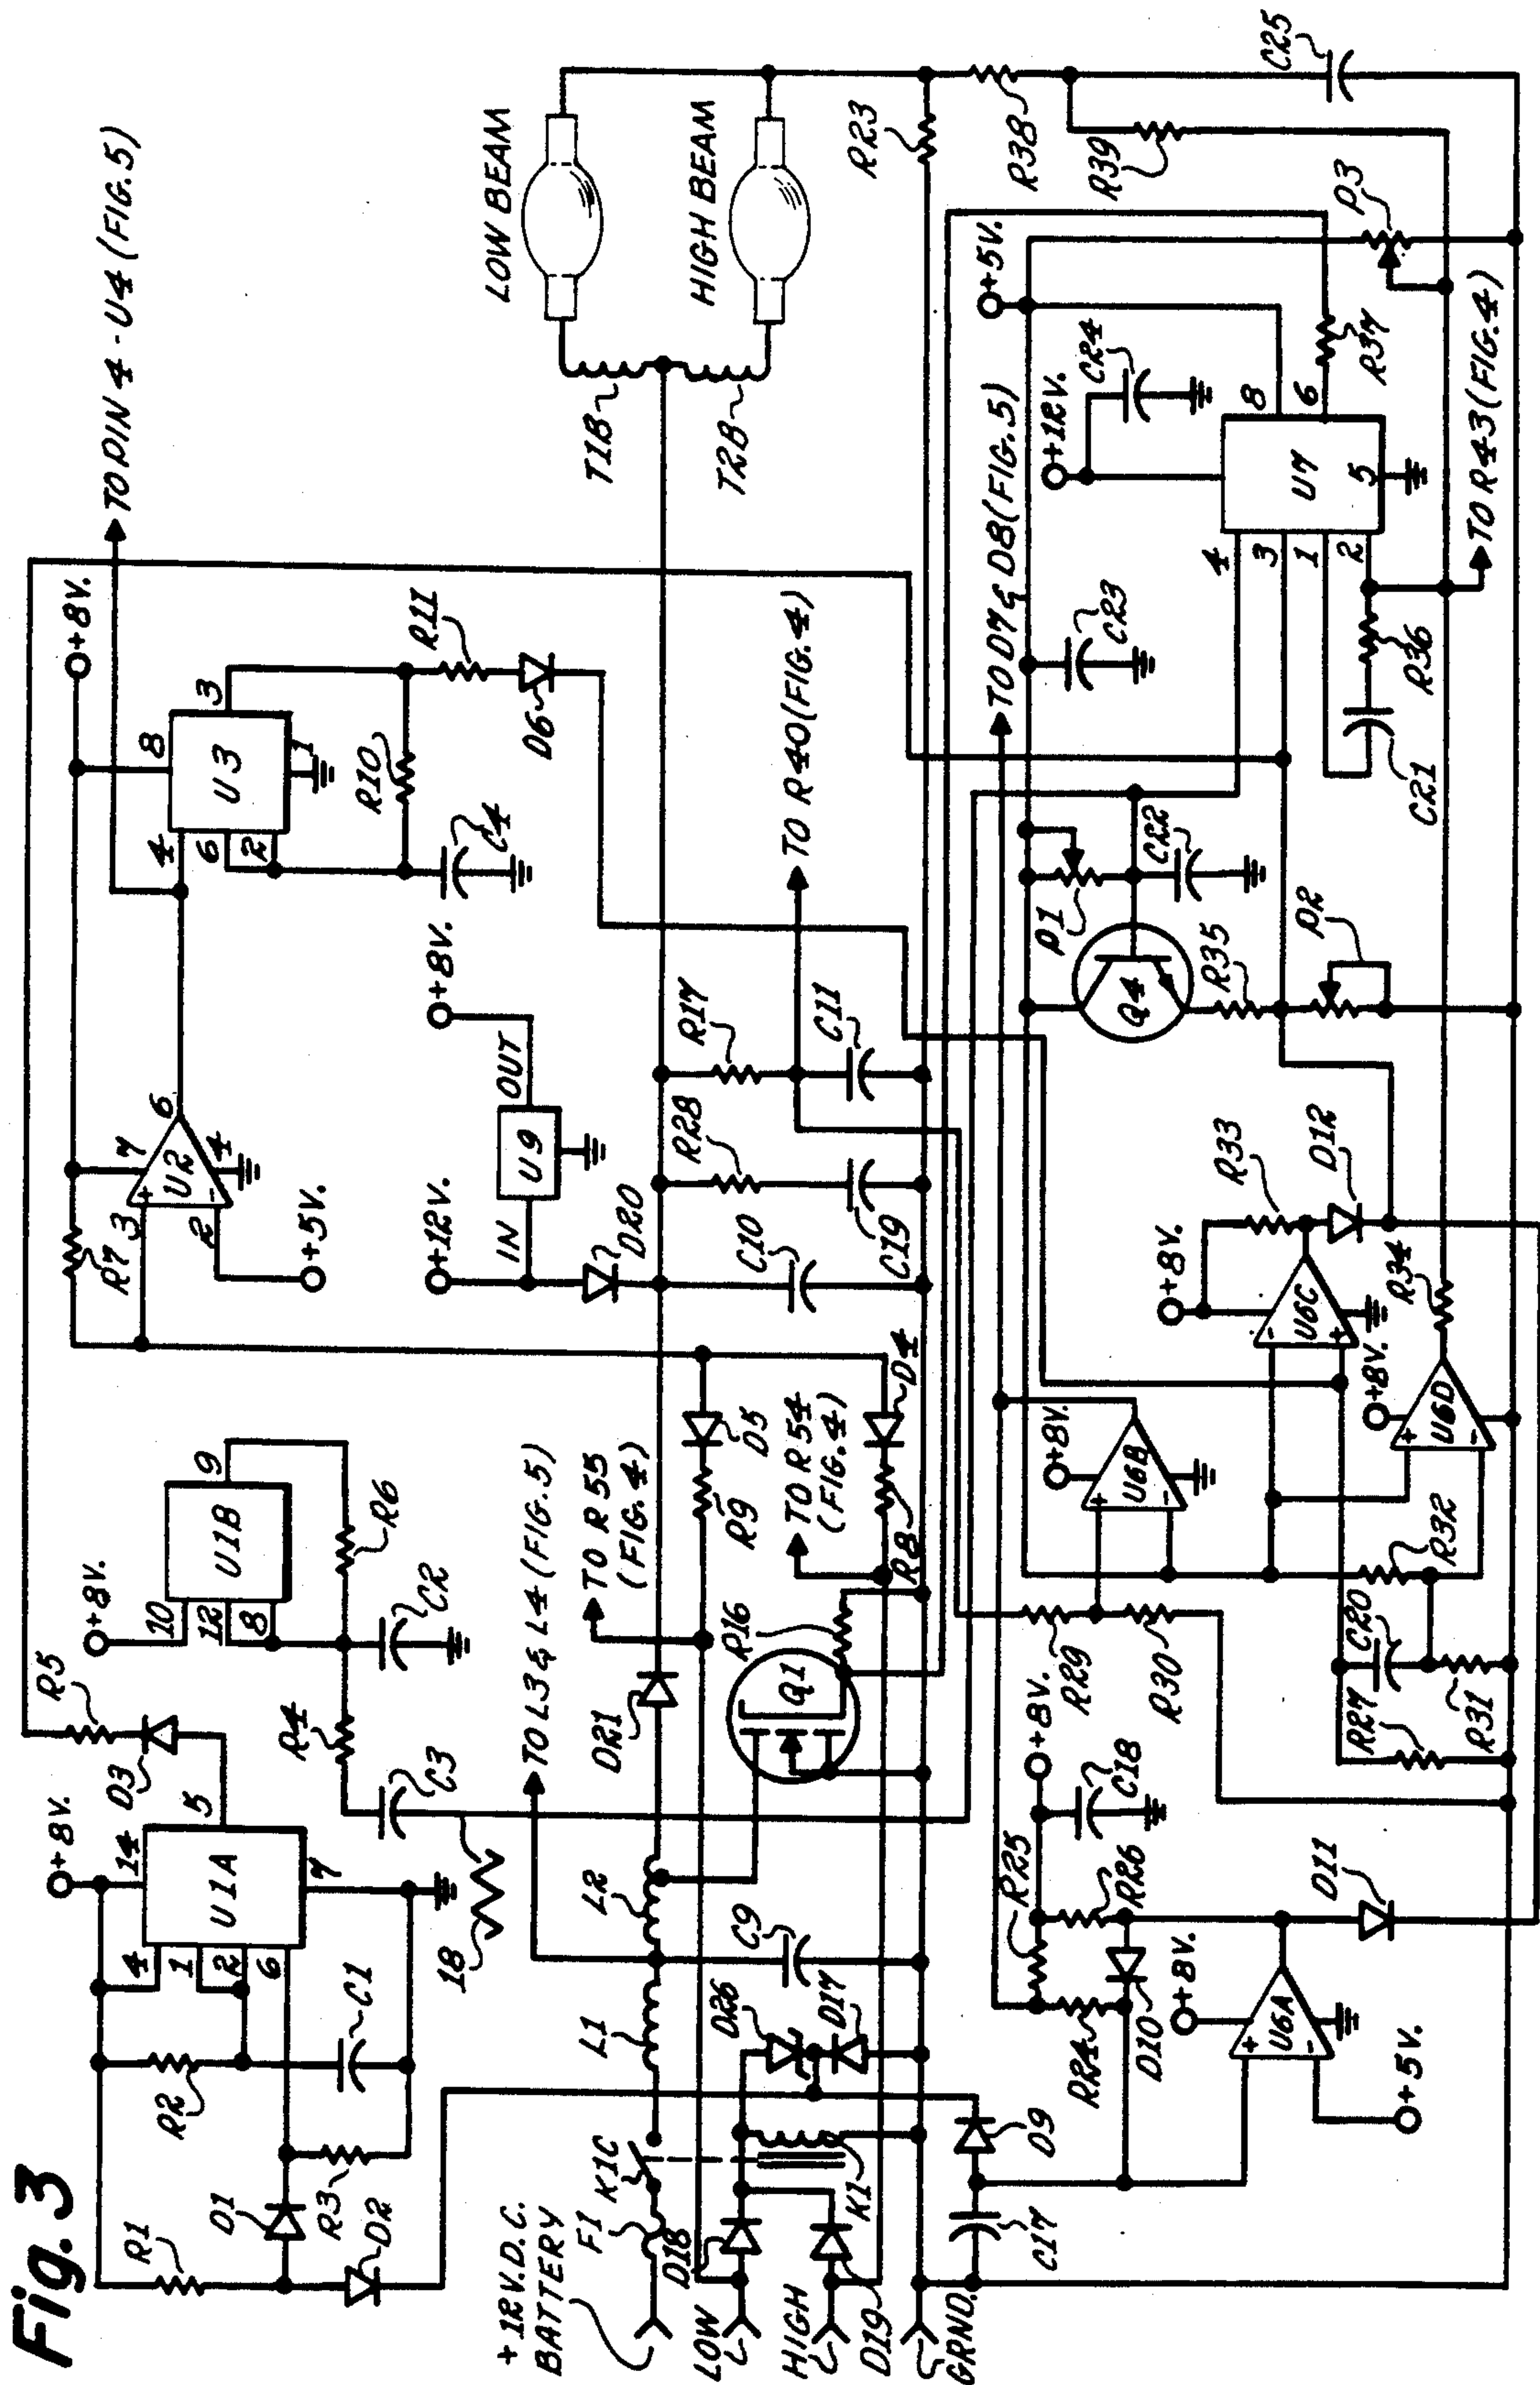 Fig. 3
+8V.
14
4
1
2
6
U1A
5
7
R1
R2
C1
D1
R3
D2
D3
R5
+8V.
10
12
8
U1B
9
R6
C2
R4
C3
18
R7
3
2
7
U2
6
4
+5V.
+8V.
8
4
6
2
U3
3
1
R10
C4
R11
D6
TO PIN 4-U4 (FIG. 5)
+12V.
IN
U9
OUT
+8V.
D20
LOW BEAM
HIGH BEAM
T1B
T2B
+12V.D.C.
BATTERY
F1
K1C
L1
L2
TO L3 & L4 (FIG. 5)
TO R55
(FIG. 4)
D21
R9
D5
TO R54
(FIG. 4)
R8
D4
C10
R28
C19
R17
C11
TO R40 (FIG. 4)
LOW
D18
HIGH
D19
GRND.
K1
D26
D17
C9
Q1
R16
R23
R38
R39
C25
C17
D9
R24
R25
R26
D10
+8V.
C18
+8V.
U6A
+5V.
D11
R29
R30
R27
C20
R31
R32
+8V.
U6B
+8V.
U6C
+8V.
U6D
R33
D12
R34
TO D7 & D8 (FIG. 5)
P1
Q4
C22
R35
P2
C23
+12V.
C24
+5V.
4
3
1
2
U7
5
8
6
R37
R36
C21
P3
TO R43 (FIG. 4)